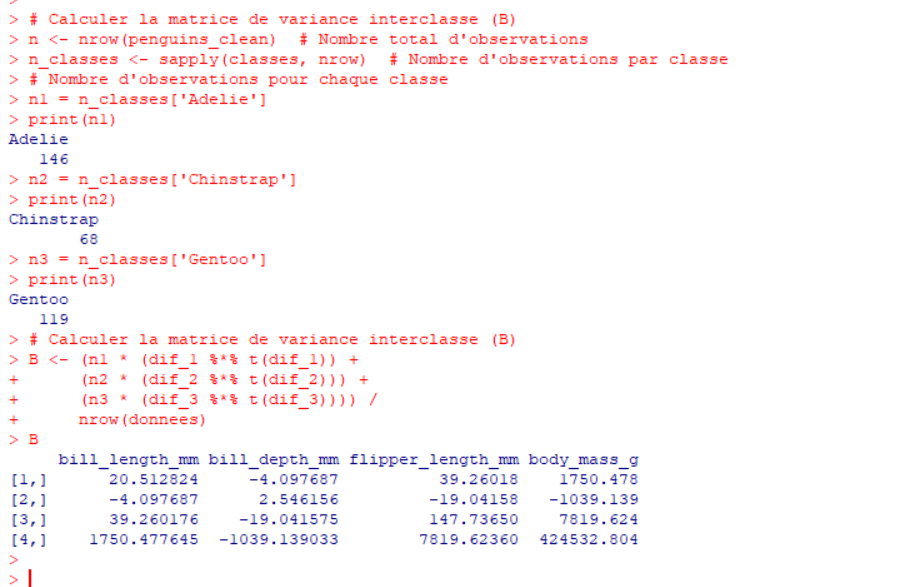 >
> # Calculer la matrice de variance interclasse (B)
> n <- nrow(penguins_clean)  # Nombre total d'observations
> n_classes <- sapply(classes, nrow)  # Nombre d'observations par classe
> # Nombre d'observations pour chaque classe
> n1 = n_classes['Adelie']
> print(n1)
Adelie
   146
> n2 = n_classes['Chinstrap']
> print(n2)
Chinstrap
       68
> n3 = n_classes['Gentoo']
> print(n3)
Gentoo
   119
> # Calculer la matrice de variance interclasse (B)
> B <- (n1 * (dif_1 %*% t(dif_1)) +
+       (n2 * (dif_2 %*% t(dif_2))) +
+       (n3 * (dif_3 %*% t(dif_3)))) /
+       nrow(donnees)
> B
     bill_length_mm bill_depth_mm flipper_length_mm body_mass_g
[1,]      20.512824     -4.097687          39.26018    1750.478
[2,]      -4.097687      2.546156         -19.04158   -1039.139
[3,]      39.260176    -19.041575         147.73650    7819.624
[4,]    1750.477645  -1039.139033        7819.62360  424532.804
>
>